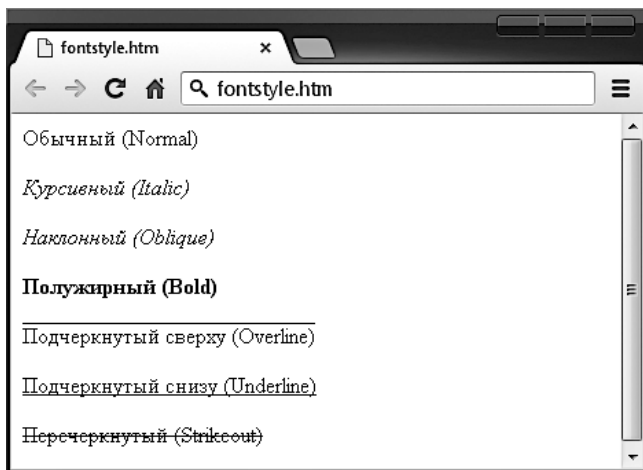 fontstyle.htm
fontstyle.htm
Обычный (Normal)
Курсивный (Italic)
Наклонный (Oblique)
Полужирный (Bold)
Подчеркнутый сверху (Overline)
Подчеркнутый снизу (Underline)
Перечеркнутый (Strikeout)